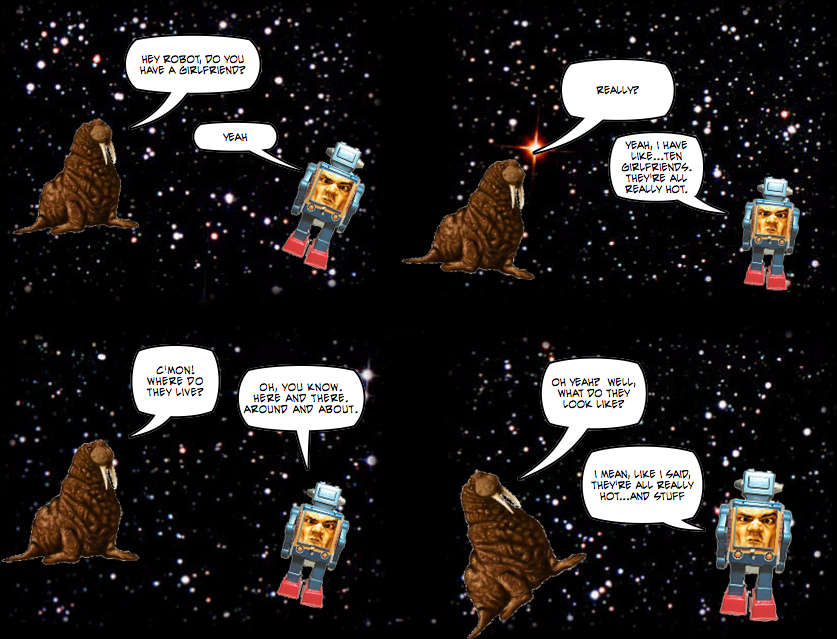 HEY ROBOT, DO YOU
HAVE A GIRLFRIEND?
YEAH
REALLY?
YEAH, I HAVE
LIKE...TEN
GIRLFRIENDS.
THEY'RE ALL
REALLY HOT.
C'MON!
WHERE DO
THEY LIVE?
OH, YOU KNOW.
HERE AND THERE.
AROUND AND ABOUT.
OH YEAH? WELL,
WHAT DO THEY
LOOK LIKE?
I MEAN, LIKE I SAID,
THEY'RE ALL REALLY
HOT...AND STUFF